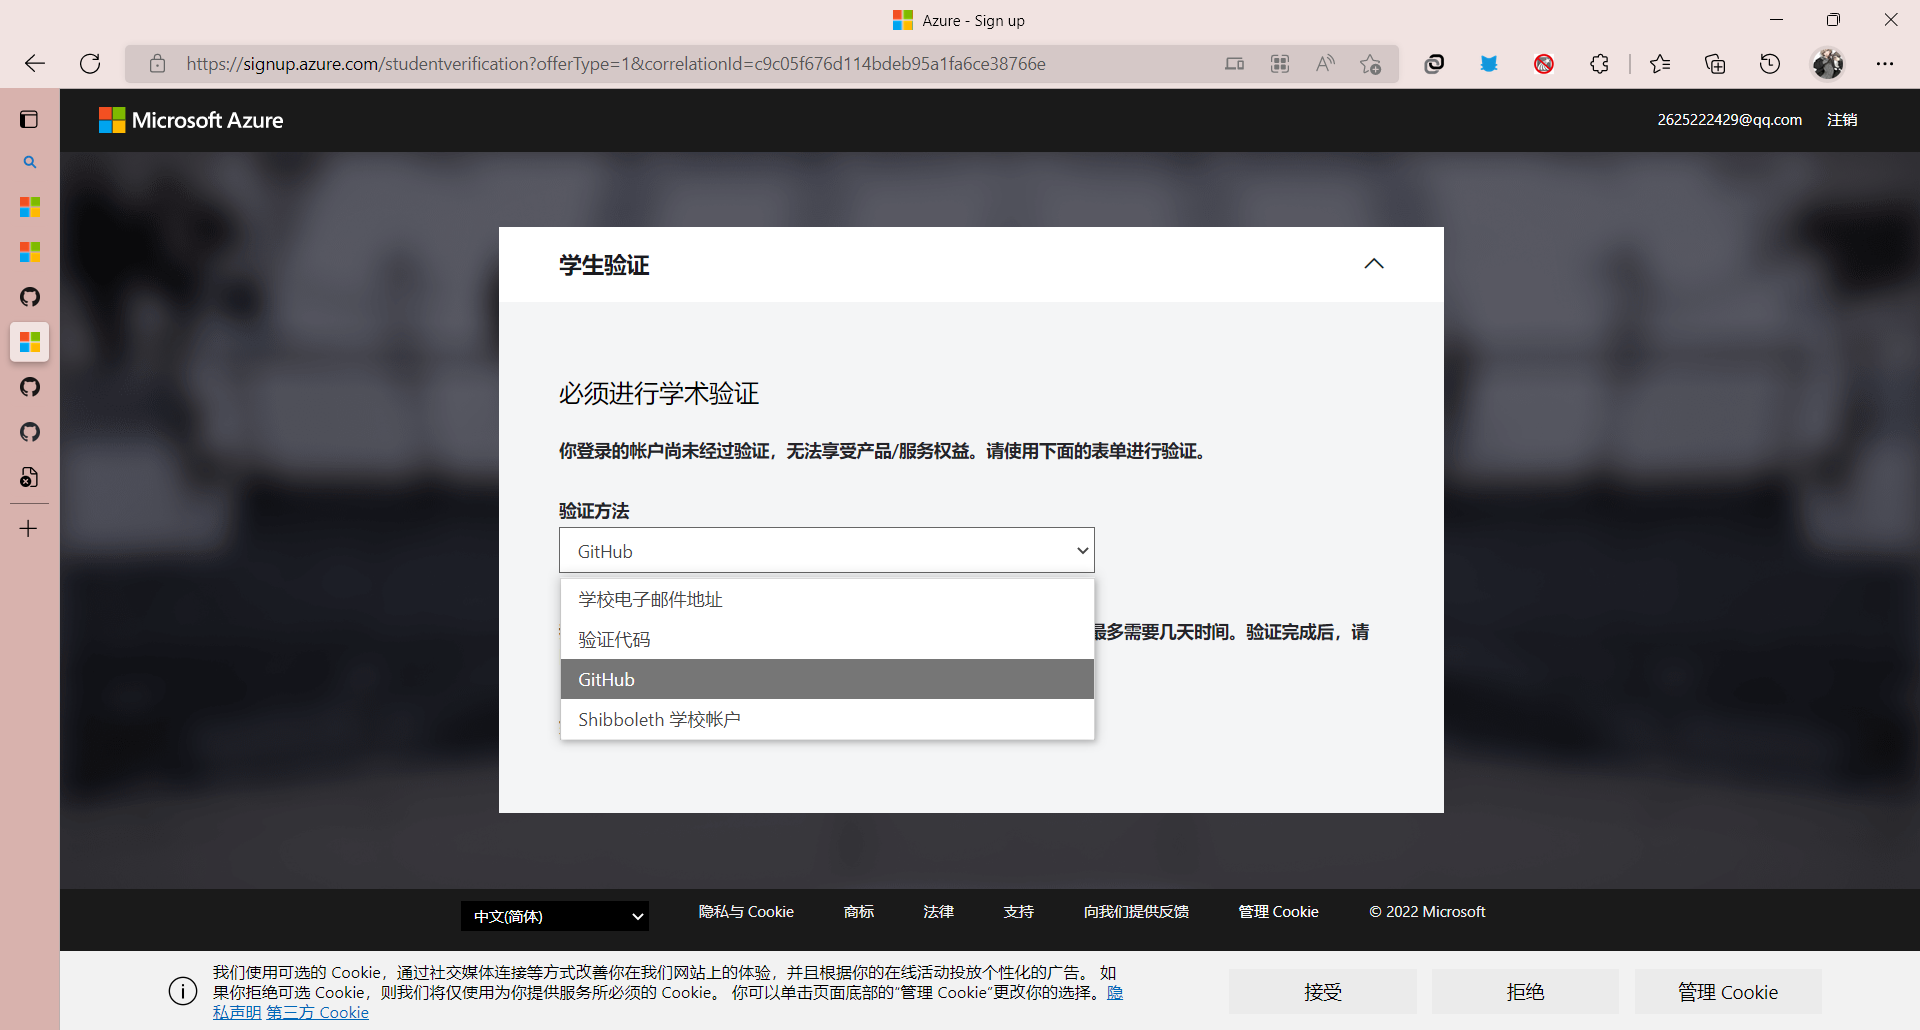 Azure - Sign up
https://signup.azure.com/studentverification?offerType=1&correlationId=c9c05f676d114bdeb95a1fa6ce38766e
Microsoft Azure
2625222429@qq.com 注销
学生验证
必须进行学术验证
你登录的帐户尚未经过验证，无法享受产品/服务权益。请使用下面的表单进行验证。
验证方法
GitHub
学校电子邮件地址
验证代码
最多需要几天时间。验证完成后，请
GitHub
Shibboleth 学校帐户
中文(简体) 隐私与 Cookie 商标 法律 支持 向我们提供反馈 管理 Cookie © 2022 Microsoft
我们使用可选的 Cookie，通过社交媒体连接等方式改善你在我们网站上的体验，并且根据你的在线活动投放个性化的广告。 如
果你拒绝可选 Cookie，则我们将仅使用为你提供服务所必须的 Cookie。 你可以单击页面底部的“管理 Cookie”更改你的选择。隐
私声明 第三方 Cookie
接受 拒绝 管理 Cookie